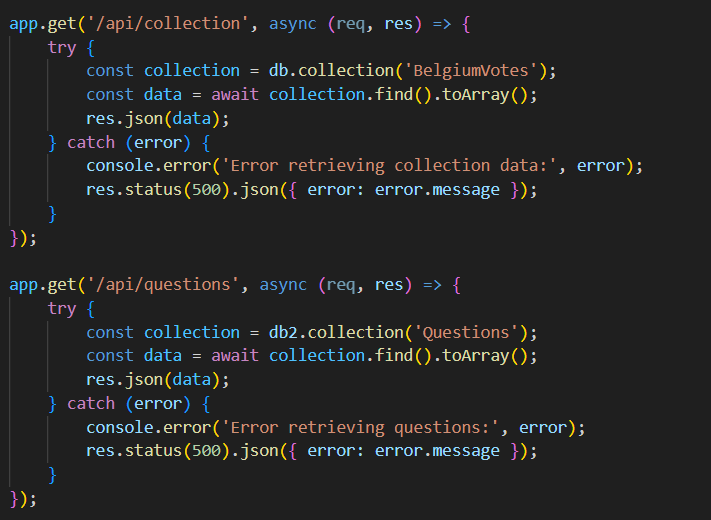 app.get('/api/collection', async (req, res) => {
    try {
        const collection = db.collection('BelgiumVotes');
        const data = await collection.find().toArray();
        res.json(data);
    } catch (error) {
        console.error('Error retrieving collection data:', error);
        res.status(500).json({ error: error.message });
    }
});

app.get('/api/questions', async (req, res) => {
    try {
        const collection = db2.collection('Questions');
        const data = await collection.find().toArray();
        res.json(data);
    } catch (error) {
        console.error('Error retrieving questions:', error);
        res.status(500).json({ error: error.message });
    }
});